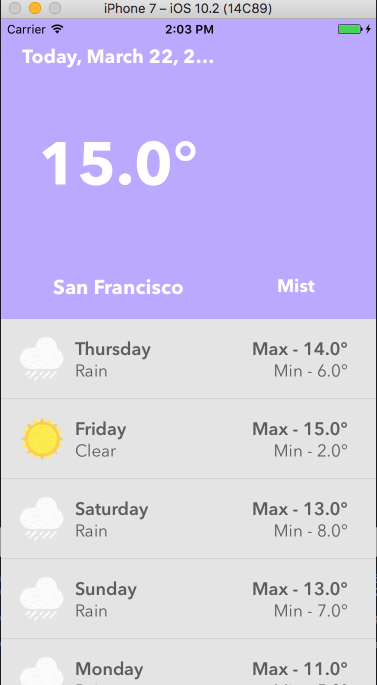 iPhone 7 – iOS 10.2 (14C89)
Carrier 2:03 PM
Today, March 22, 2...
15.0°
San Francisco Mist
Thursday Max - 14.0°
Rain Min - 6.0°
Friday Max - 15.0°
Clear Min - 2.0°
Saturday Max - 13.0°
Rain Min - 8.0°
Sunday Max - 13.0°
Rain Min - 7.0°
Monday Max - 11.0°